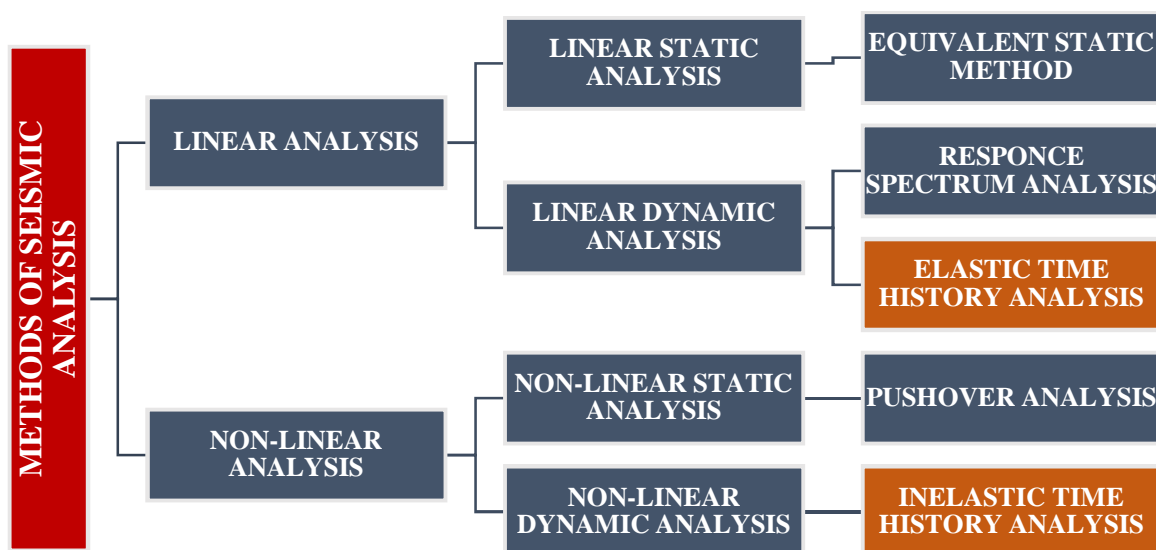 METHODS OF SEISMIC
ANALYSIS
LINEAR ANALYSIS
LINEAR STATIC
ANALYSIS
EQUIVALENT STATIC
METHOD
LINEAR DYNAMIC
ANALYSIS
RESPONCE
SPECTRUM ANALYSIS
ELASTIC TIME
HISTORY ANALYSIS
NON-LINEAR
ANALYSIS
NON-LINEAR STATIC
ANALYSIS
PUSHOVER ANALYSIS
NON-LINEAR
DYNAMIC ANALYSIS
INELASTIC TIME
HISTORY ANALYSIS